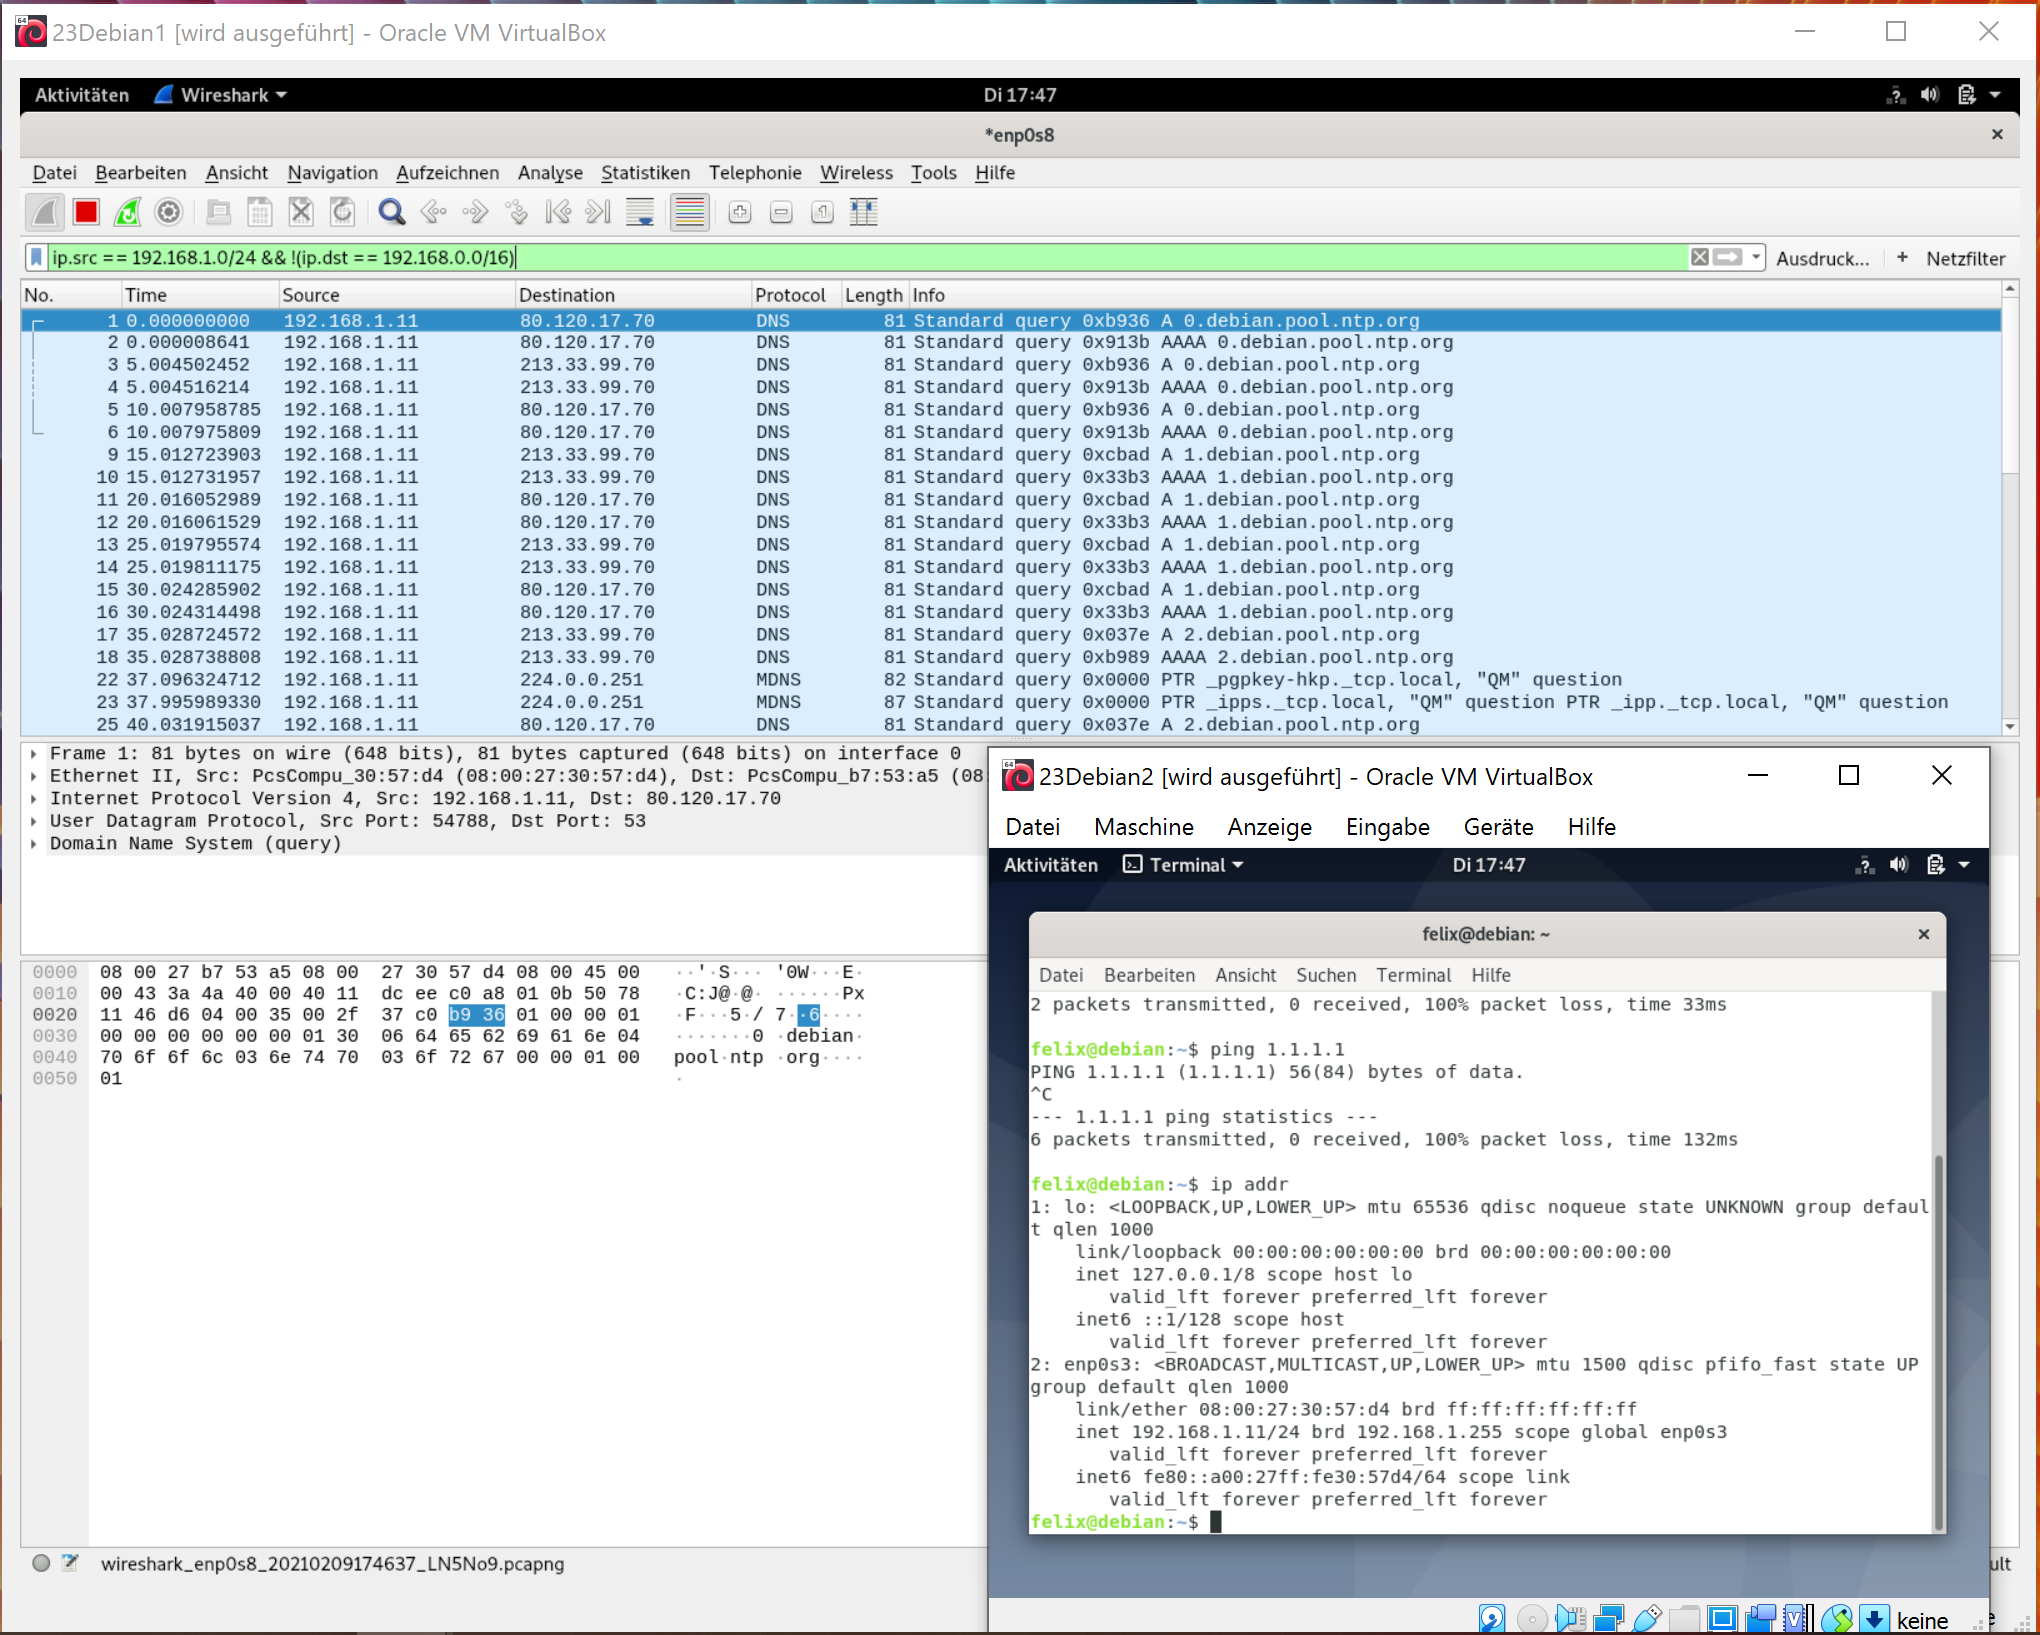 23Debian1 [wird ausgeführt] - Oracle VM VirtualBox
Aktivitäten Wireshark Di 17:47
*enp0s8
Datei Bearbeiten Ansicht Navigation Aufzeichnen Analyse Statistiken Telephonie Wireless Tools Hilfe
ip.src == 192.168.1.0/24 && !(ip.dst == 192.168.0.0/16) Ausdruck... + Netzfilter
No. Time Source Destination Protocol Length Info
1 0.000000000 192.168.1.11 80.120.17.70 DNS 81 Standard query 0xb936 A 0.debian.pool.ntp.org
2 0.000008641 192.168.1.11 80.120.17.70 DNS 81 Standard query 0x913b AAAA 0.debian.pool.ntp.org
3 5.004502452 192.168.1.11 213.33.99.70 DNS 81 Standard query 0xb936 A 0.debian.pool.ntp.org
4 5.004516214 192.168.1.11 213.33.99.70 DNS 81 Standard query 0x913b AAAA 0.debian.pool.ntp.org
5 10.007958785 192.168.1.11 80.120.17.70 DNS 81 Standard query 0xb936 A 0.debian.pool.ntp.org
6 10.007975809 192.168.1.11 80.120.17.70 DNS 81 Standard query 0x913b AAAA 0.debian.pool.ntp.org
9 15.012723903 192.168.1.11 213.33.99.70 DNS 81 Standard query 0xcbad A 1.debian.pool.ntp.org
10 15.012731957 192.168.1.11 213.33.99.70 DNS 81 Standard query 0x33b3 AAAA 1.debian.pool.ntp.org
11 20.016052989 192.168.1.11 80.120.17.70 DNS 81 Standard query 0xcbad A 1.debian.pool.ntp.org
12 20.016061529 192.168.1.11 80.120.17.70 DNS 81 Standard query 0x33b3 AAAA 1.debian.pool.ntp.org
13 25.019795574 192.168.1.11 213.33.99.70 DNS 81 Standard query 0xcbad A 1.debian.pool.ntp.org
14 25.019811175 192.168.1.11 213.33.99.70 DNS 81 Standard query 0x33b3 AAAA 1.debian.pool.ntp.org
15 30.024285902 192.168.1.11 80.120.17.70 DNS 81 Standard query 0xcbad A 1.debian.pool.ntp.org
16 30.024314498 192.168.1.11 80.120.17.70 DNS 81 Standard query 0x33b3 AAAA 1.debian.pool.ntp.org
17 35.028724572 192.168.1.11 213.33.99.70 DNS 81 Standard query 0x037e A 2.debian.pool.ntp.org
18 35.028738808 192.168.1.11 213.33.99.70 DNS 81 Standard query 0xb989 AAAA 2.debian.pool.ntp.org
22 37.096324712 192.168.1.11 224.0.0.251 MDNS 82 Standard query 0x0000 PTR _pgpkey-hkp._tcp.local, "QM" question
23 37.995989330 192.168.1.11 224.0.0.251 MDNS 87 Standard query 0x0000 PTR _ipps._tcp.local, "QM" question PTR _ipp._tcp.local, "QM" question
25 40.031915037 192.168.1.11 80.120.17.70 DNS 81 Standard query 0x037e A 2.debian.pool.ntp.org
Frame 1: 81 bytes on wire (648 bits), 81 bytes captured (648 bits) on interface 0
Ethernet II, Src: PcsCompu_30:57:d4 (08:00:27:30:57:d4), Dst: PcsCompu_b7:53:a5 (08:
Internet Protocol Version 4, Src: 192.168.1.11, Dst: 80.120.17.70
User Datagram Protocol, Src Port: 54788, Dst Port: 53
Domain Name System (query)
0000 08 00 27 b7 53 a5 08 00 27 30 57 d4 08 00 45 00 ··'·S··· '0W···E·
0010 00 43 3a 4a 40 00 40 11 dc ee c0 a8 01 0b 50 78 ·C:J@·@· ······Px
0020 11 46 d6 04 00 35 00 2f 37 c0 b9 36 01 00 00 01 ·F···5·/ 7··6····
0030 00 00 00 00 00 00 01 30 06 64 65 62 69 61 6e 04 ·······0 ·debian·
0040 70 6f 6f 6c 03 6e 74 70 03 6f 72 67 00 00 01 00 pool·ntp ·org····
0050 01 ·
wireshark_enp0s8_20210209174637_LN5No9.pcapng
ult
23Debian2 [wird ausgeführt] - Oracle VM VirtualBox
Datei Maschine Anzeige Eingabe Geräte Hilfe
Aktivitäten Terminal Di 17:47
felix@debian: ~
Datei Bearbeiten Ansicht Suchen Terminal Hilfe
2 packets transmitted, 0 received, 100% packet loss, time 33ms
felix@debian:~$ ping 1.1.1.1
PING 1.1.1.1 (1.1.1.1) 56(84) bytes of data.
^C
--- 1.1.1.1 ping statistics ---
6 packets transmitted, 0 received, 100% packet loss, time 132ms
felix@debian:~$ ip addr
1: lo: <LOOPBACK,UP,LOWER_UP> mtu 65536 qdisc noqueue state UNKNOWN group defaul
t qlen 1000
link/loopback 00:00:00:00:00:00 brd 00:00:00:00:00:00
inet 127.0.0.1/8 scope host lo
valid_lft forever preferred_lft forever
inet6 ::1/128 scope host
valid_lft forever preferred_lft forever
2: enp0s3: <BROADCAST,MULTICAST,UP,LOWER_UP> mtu 1500 qdisc pfifo_fast state UP
group default qlen 1000
link/ether 08:00:27:30:57:d4 brd ff:ff:ff:ff:ff:ff
inet 192.168.1.11/24 brd 192.168.1.255 scope global enp0s3
valid_lft forever preferred_lft forever
inet6 fe80::a00:27ff:fe30:57d4/64 scope link
valid_lft forever preferred_lft forever
felix@debian:~$
keine